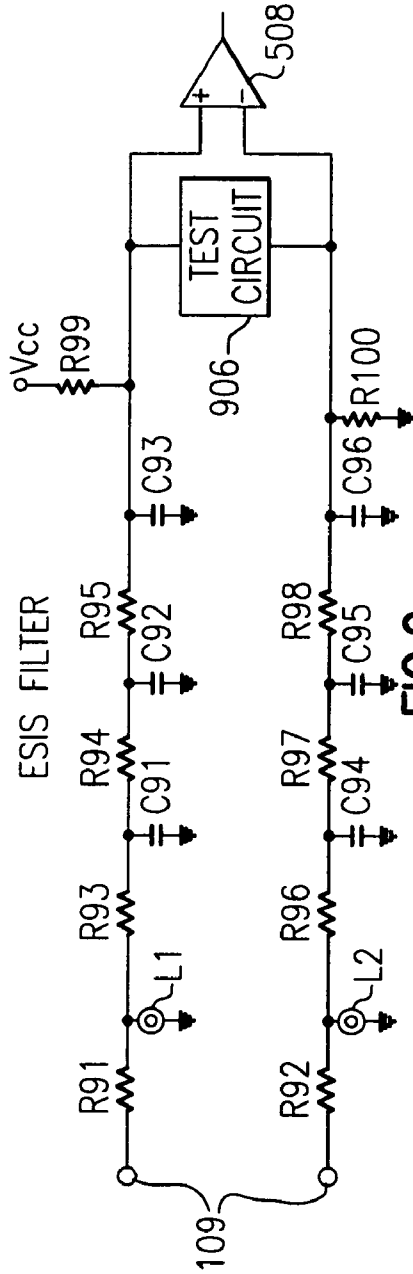 ESIS FILTER
Vcc
R99
R91
L1
R93
C91
R94
C92
R95
C93
109
906
TEST
CIRCUIT
+
−
508
R92
L2
R96
C94
R97
C95
R98
C96
R100